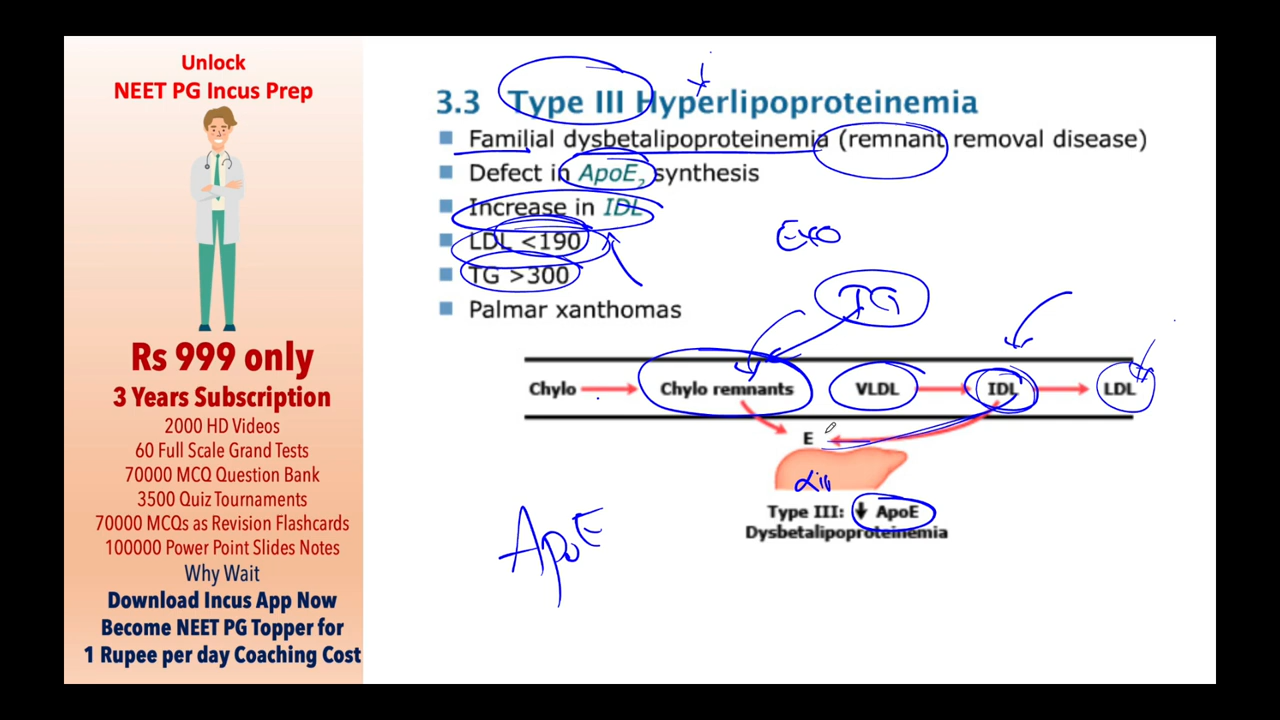 Unlock
NEET PG Incus Prep
Rs 999 only
3 Years Subscription
2000 HD Videos
60 Full Scale Grand Tests
70000 MCQ Question Bank
3500 Quiz Tournaments
70000 MCQs as Revision Flashcards
100000 Power Point Slides Notes
Why Wait
Download Incus App Now
Become NEET PG Topper for
1 Rupee per day Coaching Cost
3.3 Type III Hyperlipoproteinemia
Familial dysbetalipoproteinemia (remnant removal disease)
Defect in ApoE2 synthesis
Increase in IDL
LDL <190
TG >300
Palmar xanthomas
Exo
TG
Chylo Chylo remnants VLDL IDL LDL
E
Liv
Type III: ↓ ApoE
Dysbetalipoproteinemia
ApoE